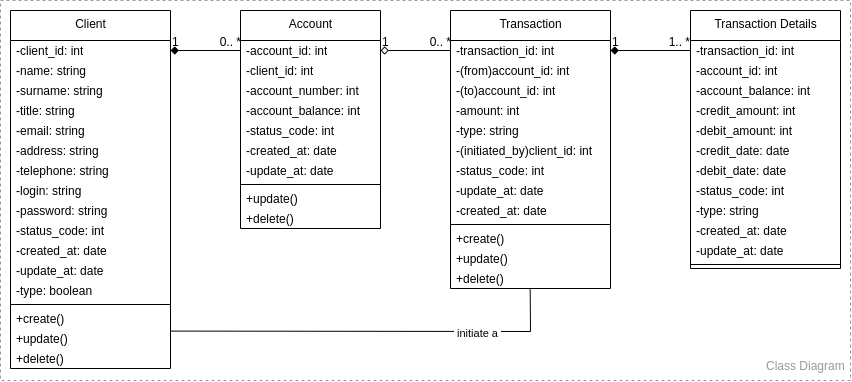 Client
-client_id: int
-name: string
-surname: string
-title: string
-email: string
-address: string
-telephone: string
-login: string
-password: string
-status_code: int
-created_at: date
-update_at: date
-type: boolean
+create()
+update()
+delete()
1
0.. *
Account
-account_id: int
-client_id: int
-account_number: int
-account_balance: int
-status_code: int
-created_at: date
-update_at: date
+update()
+delete()
1
0.. *
Transaction
-transaction_id: int
-(from)account_id: int
-(to)account_id: int
-amount: int
-type: string
-(initiated_by)client_id: int
-status_code: int
-update_at: date
-created_at: date
+create()
+update()
+delete()
1
1.. *
Transaction Details
-transaction_id: int
-account_id: int
-account_balance: int
-credit_amount: int
-debit_amount: int
-credit_date: date
-debit_date: date
-status_code: int
-type: string
-created_at: date
-update_at: date
initiate a
Class Diagram